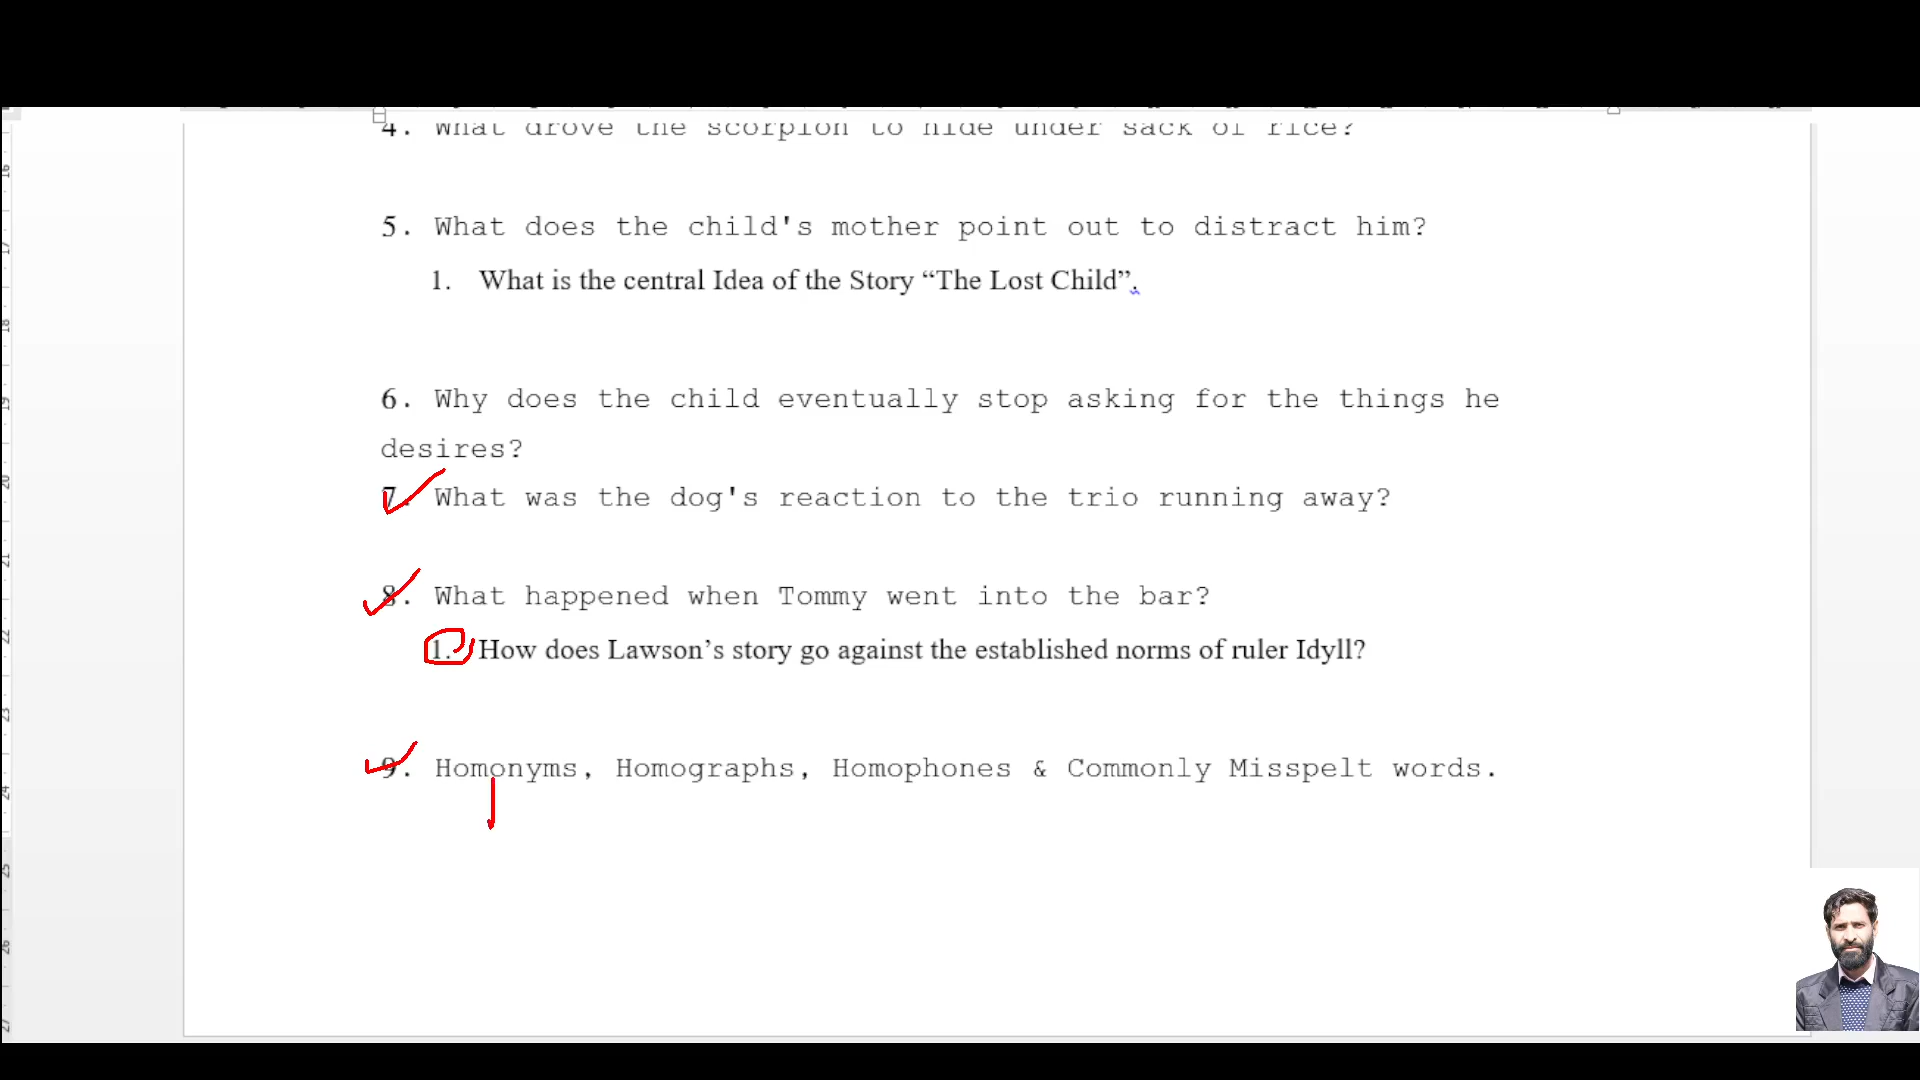 4. What drove the scorpion to hide under sack of rice?
5. What does the child's mother point out to distract him?
1. What is the central Idea of the Story “The Lost Child”.
6. Why does the child eventually stop asking for the things he
desires?
7. What was the dog's reaction to the trio running away?
8. What happened when Tommy went into the bar?
1. How does Lawson’s story go against the established norms of ruler Idyll?
9. Homonyms, Homographs, Homophones & Commonly Misspelt words.